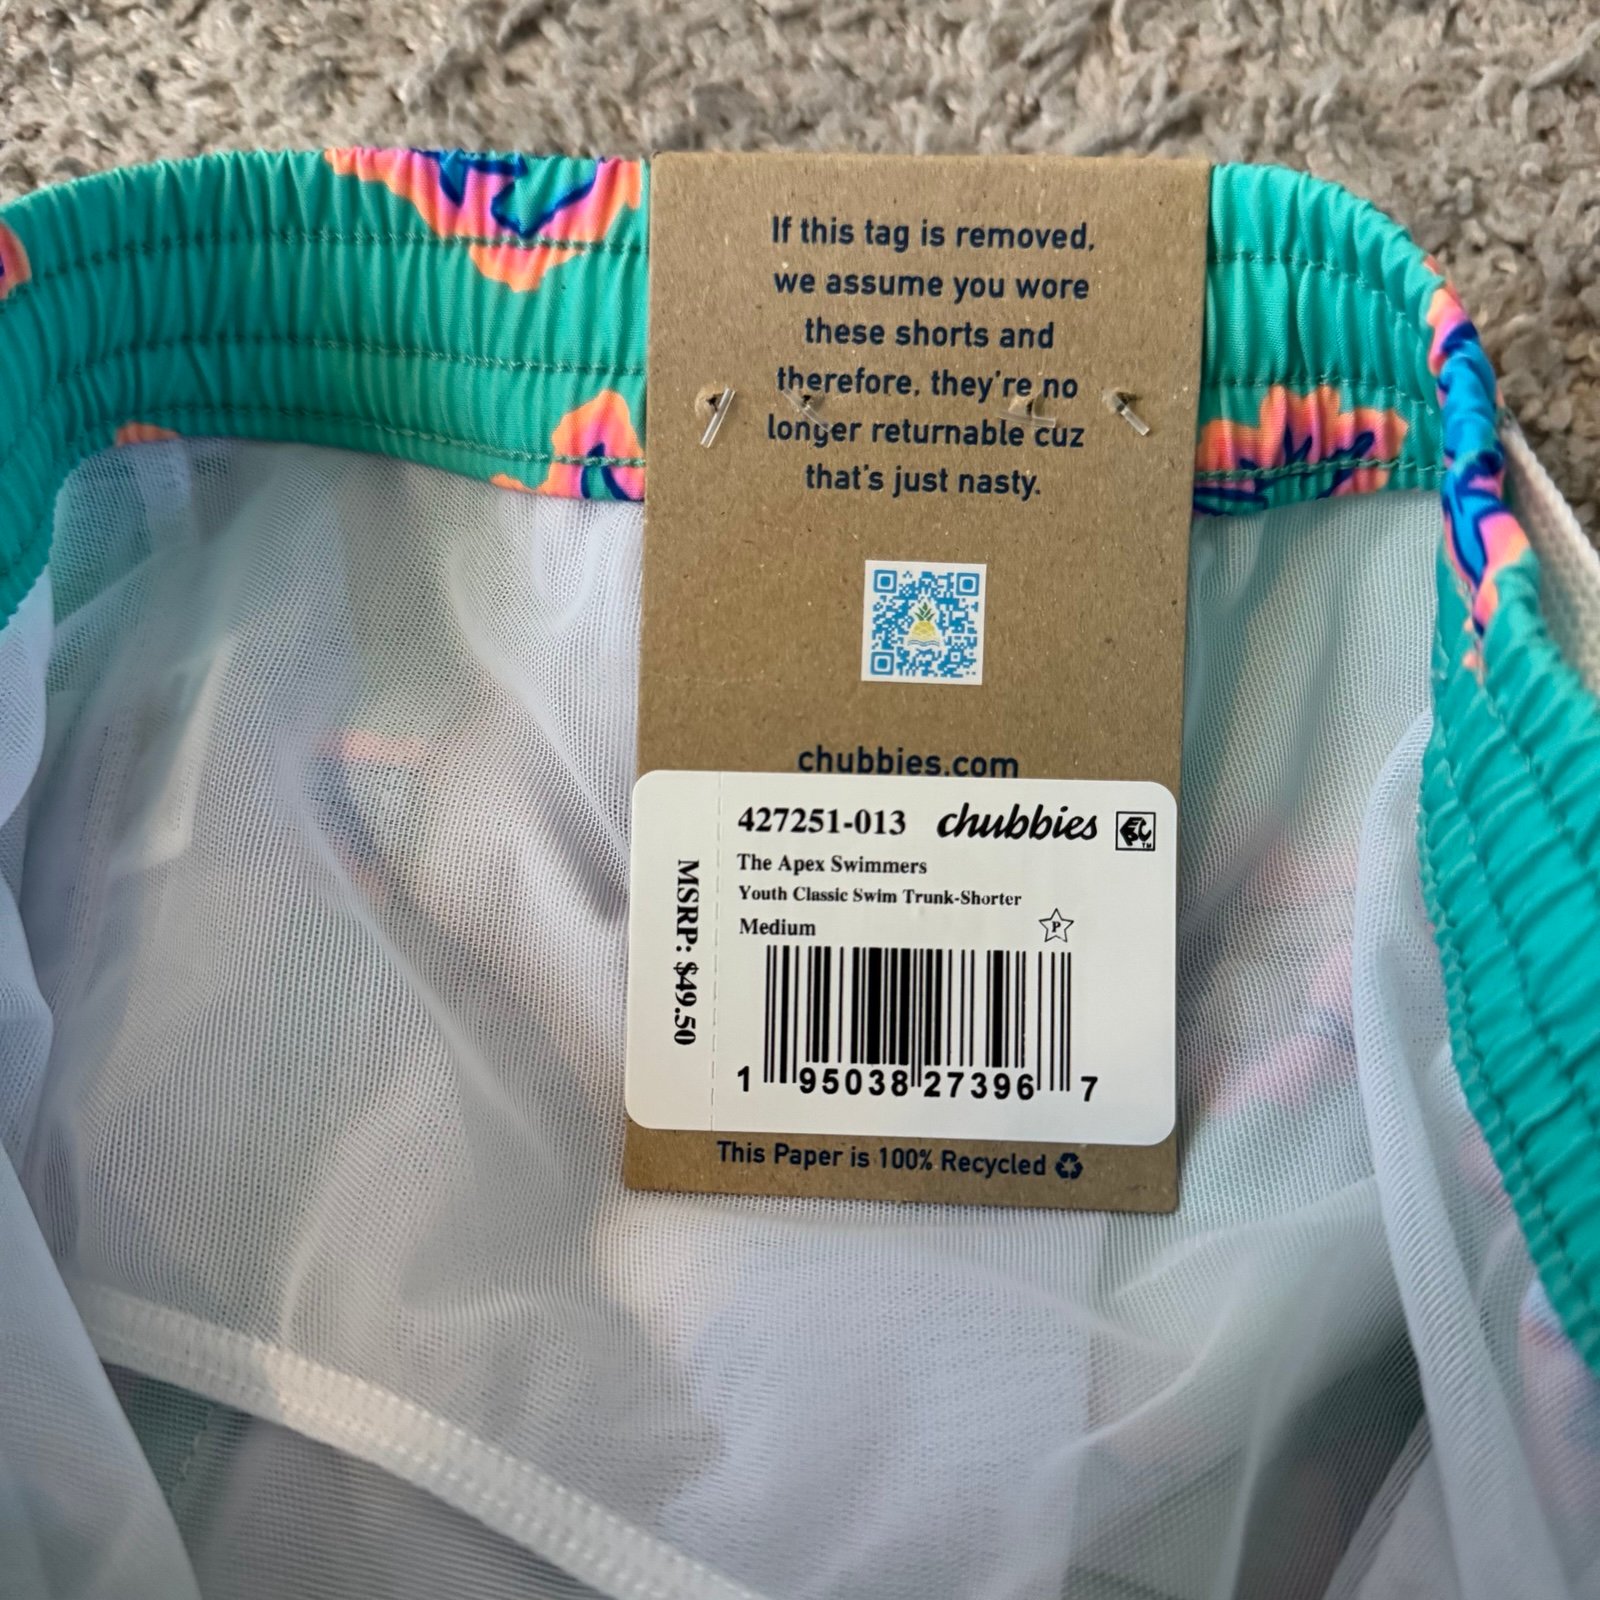 If this tag is removed,
we assume you wore
these shorts and
therefore, they're no
longer returnable cuz
that's just nasty.
chubbies.com
427251-013 chubbies
The Apex Swimmers
Youth Classic Swim Trunk-Shorter
Medium
P
MSRP: $49.50
1 95038 27396 7
This Paper is 100% Recycled